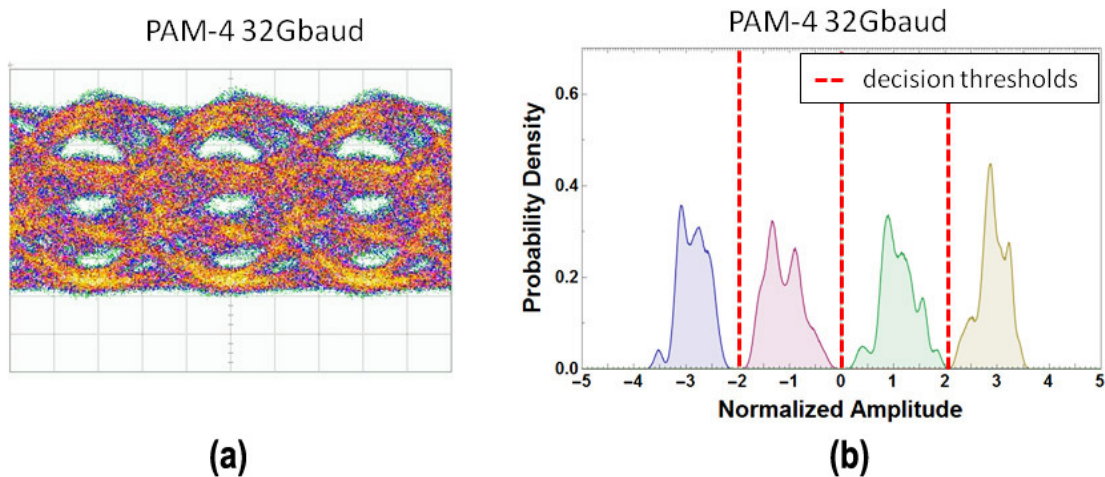 PAM-4 32Gbaud
(a)
PAM-4 32Gbaud
decision thresholds
Probability Density
0.6
0.4
0.2
0.0
−5 −4 −3 −2 −1 0 1 2 3 4 5
Normalized Amplitude
(b)